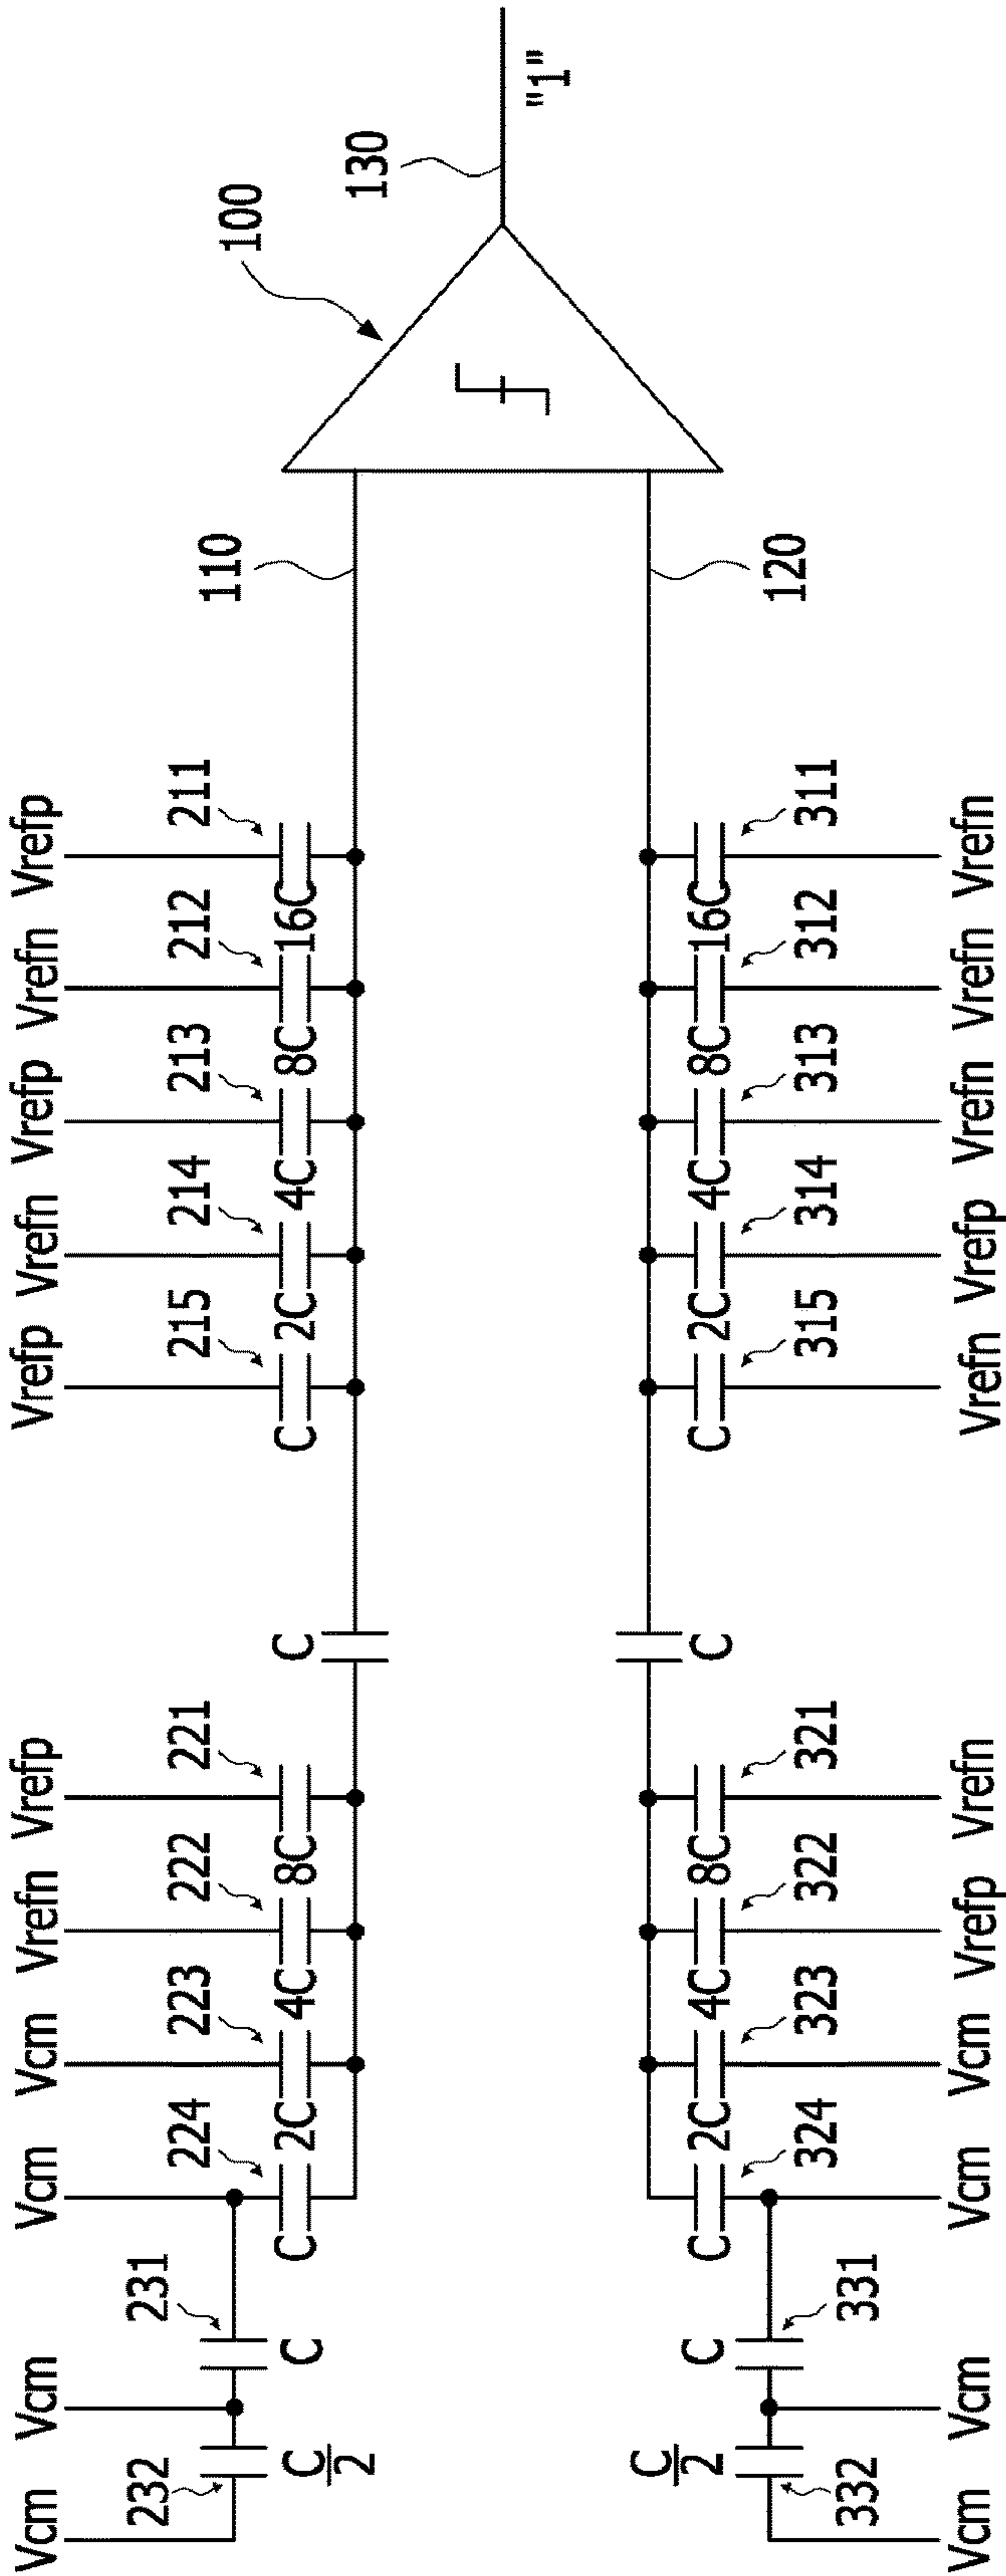 Vcm Vcm Vcm Vcm Vrefn Vrefp Vrefp Vrefn Vrefp Vrefn Vrefp
232 231 224 223 222 221 215 214 213 212 211 110 100
C 2C 4C 8C C C 2C 4C 8C 16C
C/2 C 130
"1"
C/2 C
C 2C 4C 8C C C 2C 4C 8C 16C
332 331 324 323 322 321 315 314 313 312 311 120
Vcm Vcm Vcm Vcm Vrefp Vrefn Vrefn Vrefp Vrefn Vrefn Vrefn